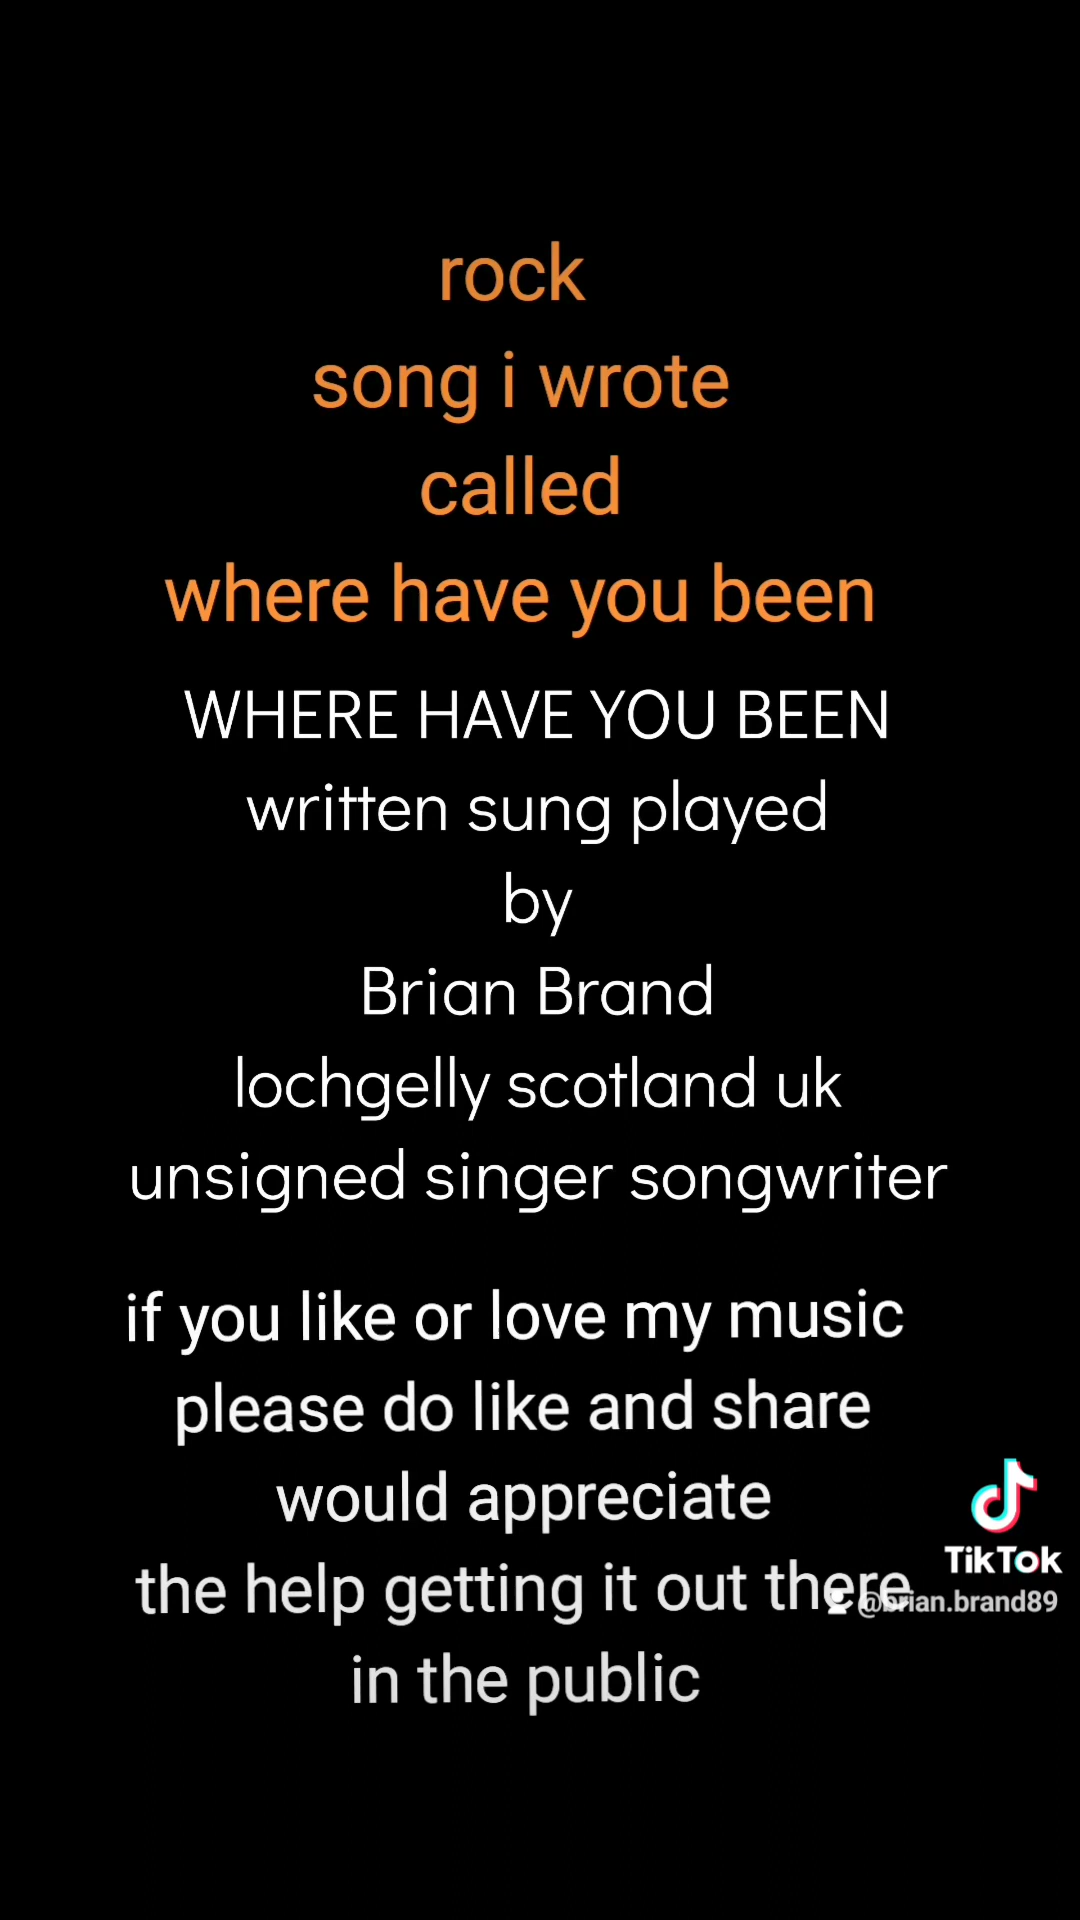 rock
song i wrote
called
where have you been
WHERE HAVE YOU BEEN
written sung played
by
Brian Brand
lochgelly scotland uk
unsigned singer songwriter
if you like or love my music
please do like and share
would appreciate
the help getting it out there
in the public
TikTok
@brian.brand89